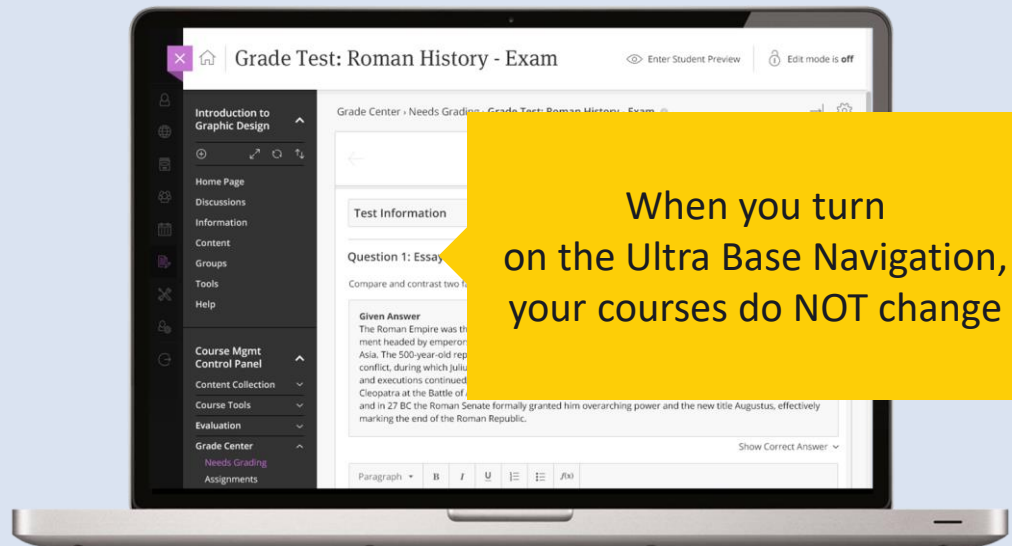 Grade Test: Roman History - Exam
Enter Student Preview
Edit mode is off
Introduction to
Graphic Design
Home Page
Discussions
Information
Content
Groups
Tools
Help
Course Mgmt
Control Panel
Content Collection
Course Tools
Evaluation
Grade Center
Needs Grading
Assignments
Grade Center › Needs Grading › Grade Test: Roman History - Exam
Test Information
Question 1: Essay
Compare and contrast two
Given Answer
The Roman Empire was
ment headed by emperor
Asia. The 500-year-old
conflict, during which
and executions continued
Cleopatra at the Battle of
and in 27 BC the Roman Senate formally granted him overarching power and the new title Augustus, effectively
marking the end of the Roman Republic.
Show Correct Answer
Paragraph B I U f(x)
When you turn
on the Ultra Base Navigation,
your courses do NOT change